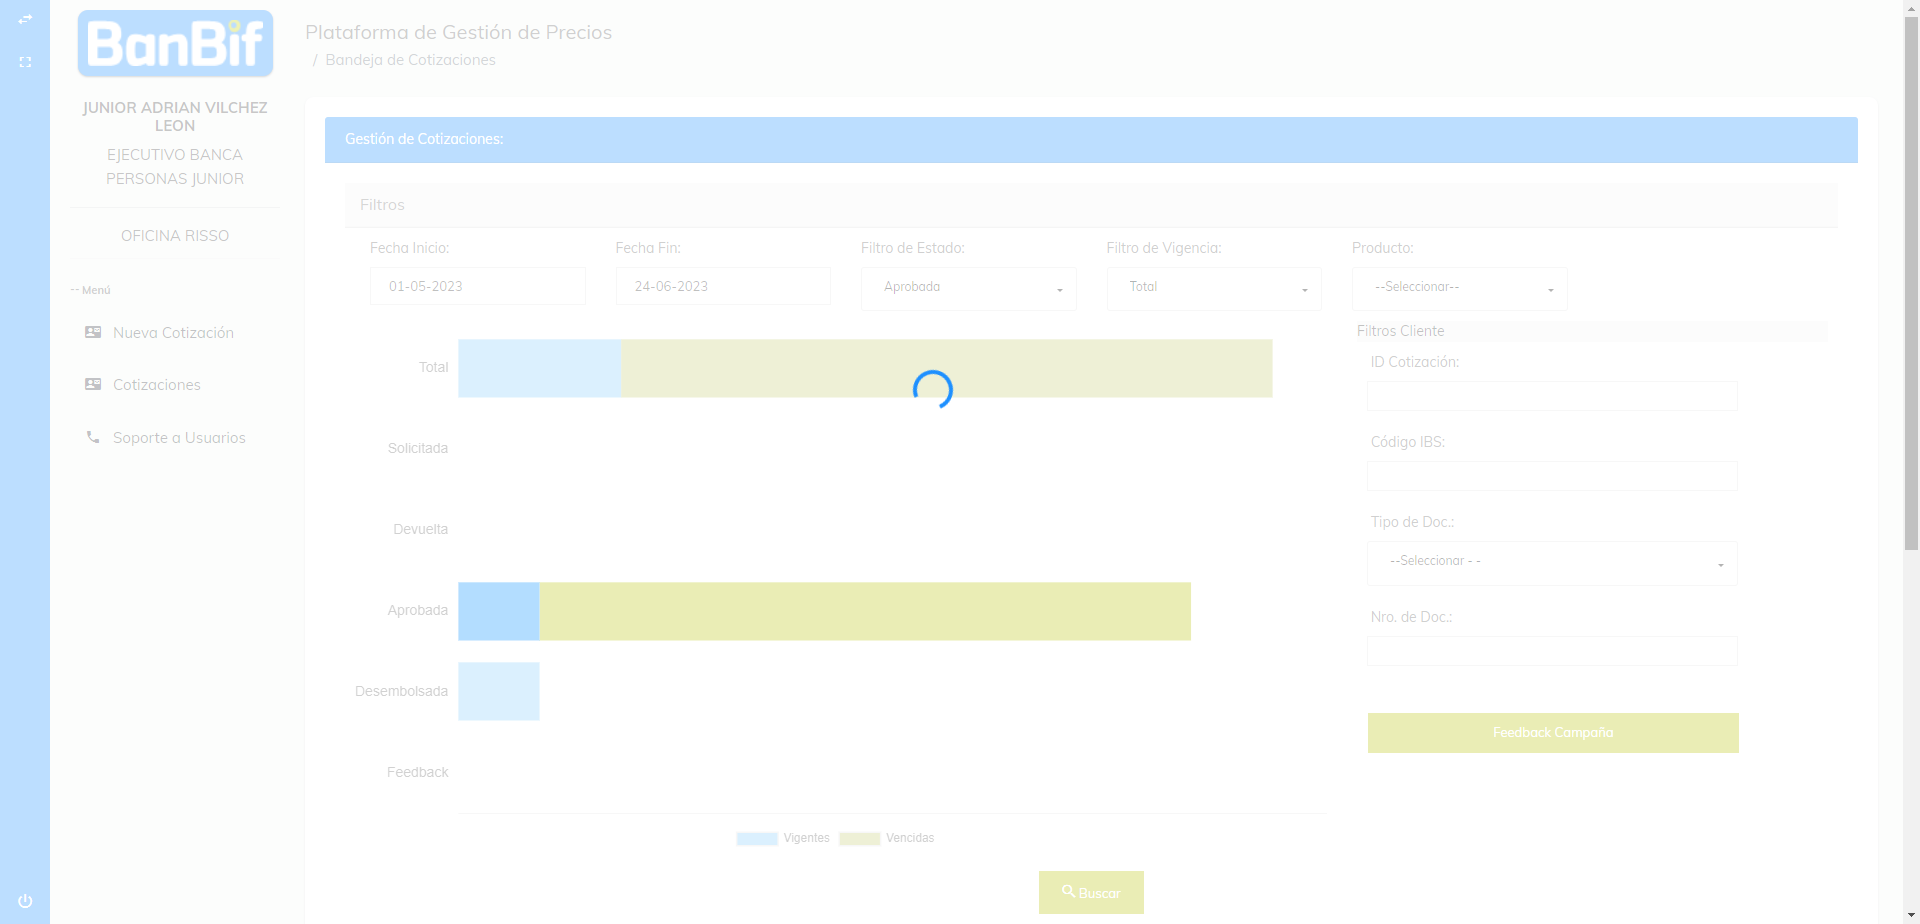 BanBif
Plataforma de Gestión de Precios
/ Bandeja de Cotizaciones
JUNIOR ADRIAN VILCHEZ
LEON
EJECUTIVO BANCA
PERSONAS JUNIOR
OFICINA RISSO
-- Menú
Nueva Cotización
Cotizaciones
Soporte a Usuarios
Gestión de Cotizaciones:
Filtros
Fecha Inicio: Fecha Fin: Filtro de Estado: Filtro de Vigencia: Producto:
01-05-2023 24-06-2023 Aprobada Total --Seleccionar--
Total
Solicitada
Devuelta
Aprobada
Desembolsada
Feedback
Vigentes Vencidas
Filtros Cliente
ID Cotización:
Código IBS:
Tipo de Doc.:
--Seleccionar - -
Nro. de Doc.:
Feedback Campaña
Buscar